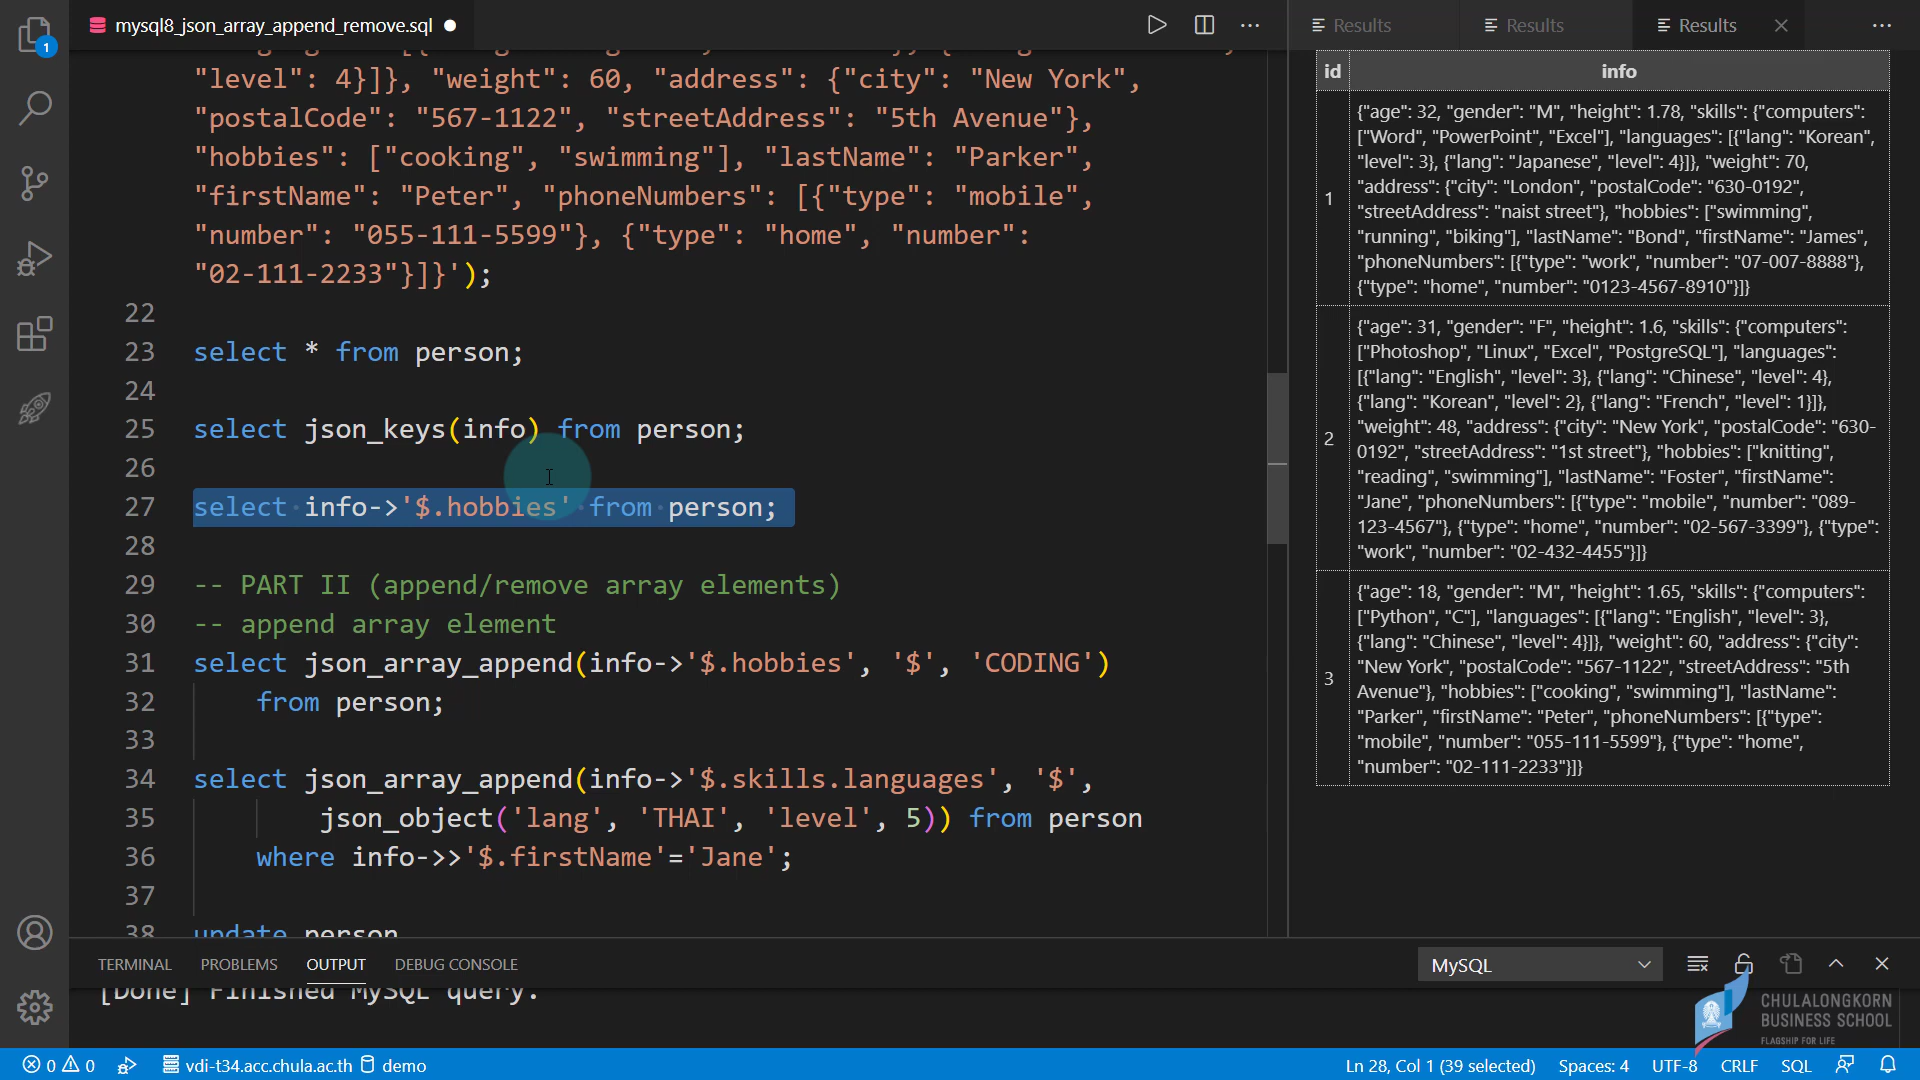 mysql8_json_array_append_remove.sql
Results
Results
Results
1
"level": 4}]}, "weight": 60, "address": {"city": "New York",
"postalCode": "567-1122", "streetAddress": "5th Avenue"},
"hobbies": ["cooking", "swimming"], "lastName": "Parker",
"firstName": "Peter", "phoneNumbers": [{"type": "mobile",
"number": "055-111-5599"}, {"type": "home", "number":
"02-111-2233"}]}');
22
23 select * from person;
24
25 select json_keys(info) from person;
26
27 select info->'$.hobbies' from person;
28
29 -- PART II (append/remove array elements)
30 -- append array element
31 select json_array_append(info->'$.hobbies', '$', 'CODING')
32 from person;
33
34 select json_array_append(info->'$.skills.languages', '$',
35 json_object('lang', 'THAI', 'level', 5)) from person
36 where info->>'$.firstName'='Jane';
37
38 update person
id info
1
{"age": 32, "gender": "M", "height": 1.78, "skills": {"computers":
["Word", "PowerPoint", "Excel"], "languages": [{"lang": "Korean",
"level": 3}, {"lang": "Japanese", "level": 4}]}, "weight": 70,
"address": {"city": "London", "postalCode": "630-0192",
"streetAddress": "naist street"}, "hobbies": ["swimming",
"running", "biking"], "lastName": "Bond", "firstName": "James",
"phoneNumbers": [{"type": "work", "number": "07-007-8888"},
{"type": "home", "number": "0123-4567-8910"}]}
2
{"age": 31, "gender": "F", "height": 1.6, "skills": {"computers":
["Photoshop", "Linux", "Excel", "PostgreSQL"], "languages":
[{"lang": "English", "level": 3}, {"lang": "Chinese", "level": 4},
{"lang": "Korean", "level": 2}, {"lang": "French", "level": 1}]},
"weight": 48, "address": {"city": "New York", "postalCode": "630-
0192", "streetAddress": "1st street"}, "hobbies": ["knitting",
"reading", "swimming"], "lastName": "Foster", "firstName":
"Jane", "phoneNumbers": [{"type": "mobile", "number": "089-
123-4567"}, {"type": "home", "number": "02-567-3399"}, {"type":
"work", "number": "02-432-4455"}]}
3
{"age": 18, "gender": "M", "height": 1.65, "skills": {"computers":
["Python", "C"], "languages": [{"lang": "English", "level": 3},
{"lang": "Chinese", "level": 4}]}, "weight": 60, "address": {"city":
"New York", "postalCode": "567-1122", "streetAddress": "5th
Avenue"}, "hobbies": ["cooking", "swimming"], "lastName":
"Parker", "firstName": "Peter", "phoneNumbers": [{"type":
"mobile", "number": "055-111-5599"}, {"type": "home",
"number": "02-111-2233"}]}
TERMINAL PROBLEMS OUTPUT DEBUG CONSOLE
MySQL
[Done] Finished MySQL query.
CHULALONGKORN
BUSINESS SCHOOL
FLAGSHIP FOR LIFE
0 0 vdi-t34.acc.chula.ac.th demo
Ln 28, Col 1 (39 selected) Spaces: 4 UTF-8 CRLF SQL